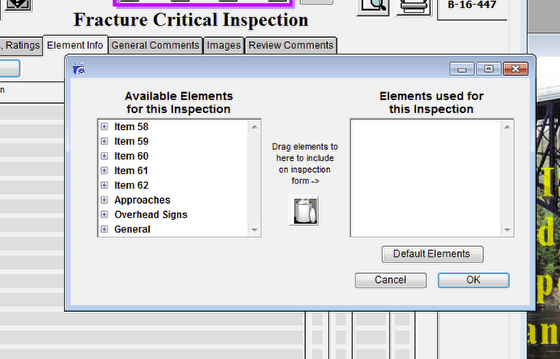 B-16-447
Fracture Critical Inspection
, Ratings
Element Info
General Comments
Images
Review Comments
Available Elements
for this Inspection
Elements used for
this Inspection
Item 58
Item 59
Item 60
Item 61
Item 62
Approaches
Overhead Signs
General
Drag elements to
here to include
on inspection
form ->
Default Elements
Cancel
OK